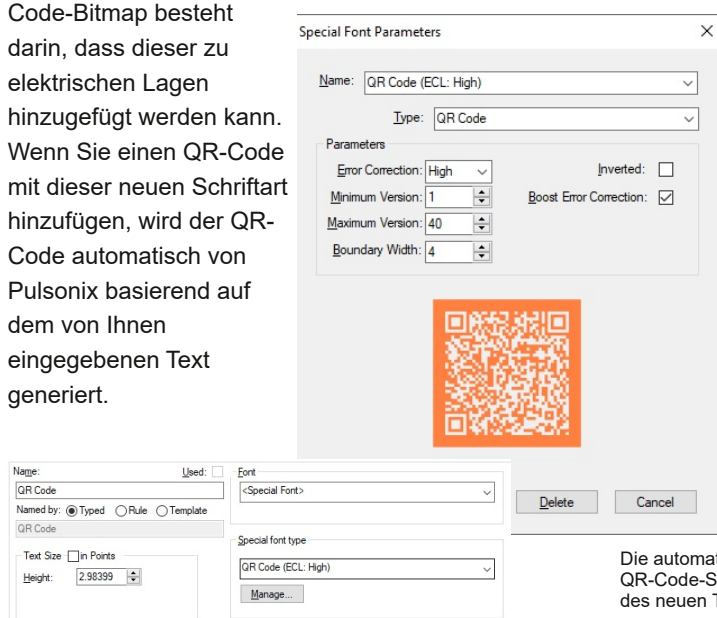 Code-Bitmap besteht
darin, dass dieser zu
elektrischen Lagen
hinzugefügt werden kann.
Wenn Sie einen QR-Code
mit dieser neuen Schriftart
hinzufügen, wird der QR-
Code automatisch von
Pulsonix basierend auf
dem von Ihnen
eingegebenen Text
generiert.
Special Font Parameters
Name: QR Code (ECL: High)
Type: QR Code
Parameters
Error Correction: High Inverted:
Minimum Version: 1 Boost Error Correction:
Maximum Version: 40
Boundary Width: 4
Delete Cancel
Name: Used:
QR Code
Named by: Typed Rule Template
QR Code
Text Size in Points
Height: 2.98399
Font
<Special Font>
Special font type
QR Code (ECL: High)
Manage...
Die
QR-Code-S
des neuen